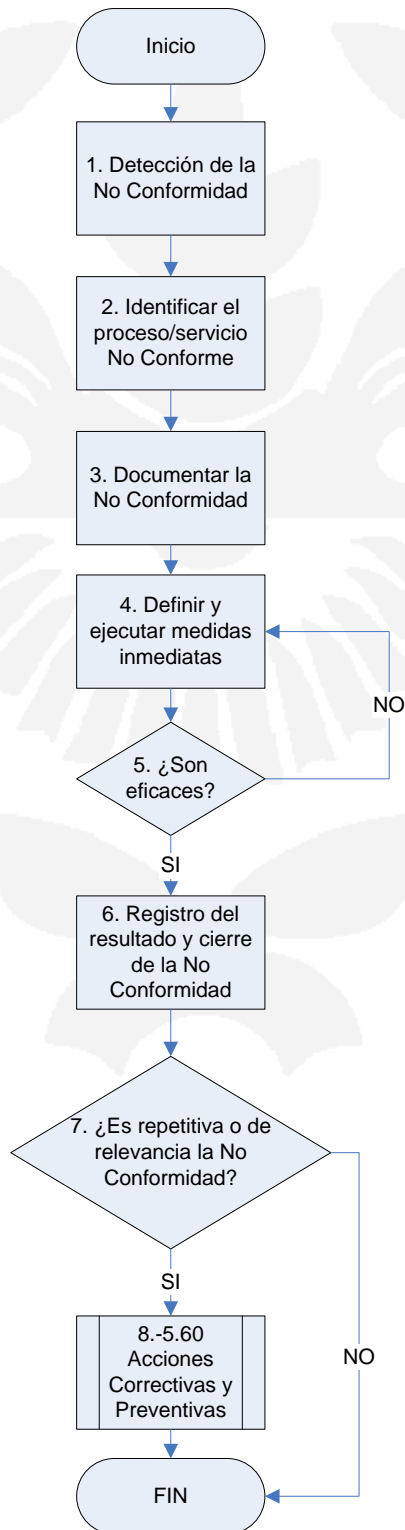 Inicio
1. Detección de la
No Conformidad
2. Identificar el
proceso/servicio
No Conforme
3. Documentar la
No Conformidad
4. Definir y
ejecutar medidas
inmediatas
NO
5. ¿Son
eficaces?
SI
6. Registro del
resultado y cierre
de la No
Conformidad
7. ¿Es repetitiva o de
relevancia la No
Conformidad?
SI
8.-5.60
Acciones
Correctivas y
Preventivas
NO
FIN